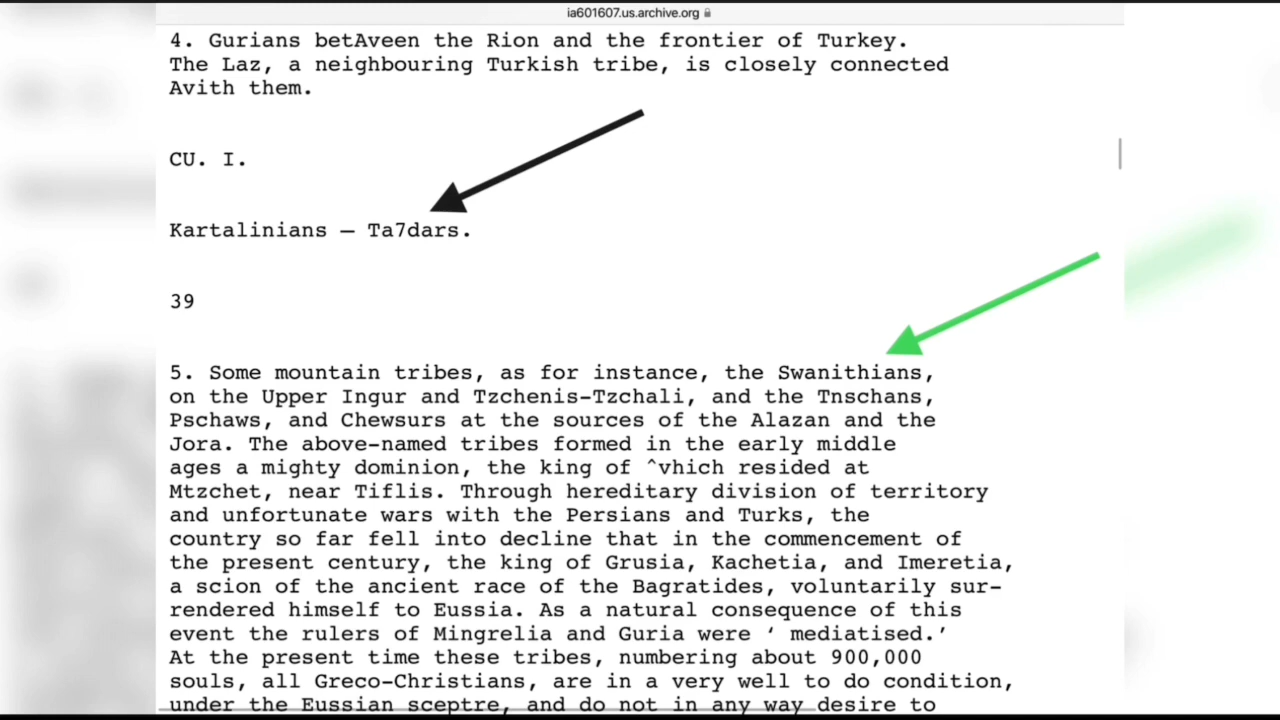 ia601607.us.archive.org
4. Gurians betAveen the Rion and the frontier of Turkey.
The Laz, a neighbouring Turkish tribe, is closely connected
Avith them.
CU. I.
Kartalinians — Ta7dars.
39
5. Some mountain tribes, as for instance, the Swanithians,
on the Upper Ingur and Tzchenis-Tzchali, and the Tnschans,
Pschaws, and Chewsurs at the sources of the Alazan and the
Jora. The above-named tribes formed in the early middle
ages a mighty dominion, the king of ^vhich resided at
Mtzchet, near Tiflis. Through hereditary division of territory
and unfortunate wars with the Persians and Turks, the
country so far fell into decline that in the commencement of
the present century, the king of Grusia, Kachetia, and Imeretia,
a scion of the ancient race of the Bagratides, voluntarily sur-
rendered himself to Eussia. As a natural consequence of this
event the rulers of Mingrelia and Guria were ‘ mediatised.’
At the present time these tribes, numbering about 900,000
souls, all Greco-Christians, are in a very well to do condition,
under the Eussian sceptre, and do not in any way desire to